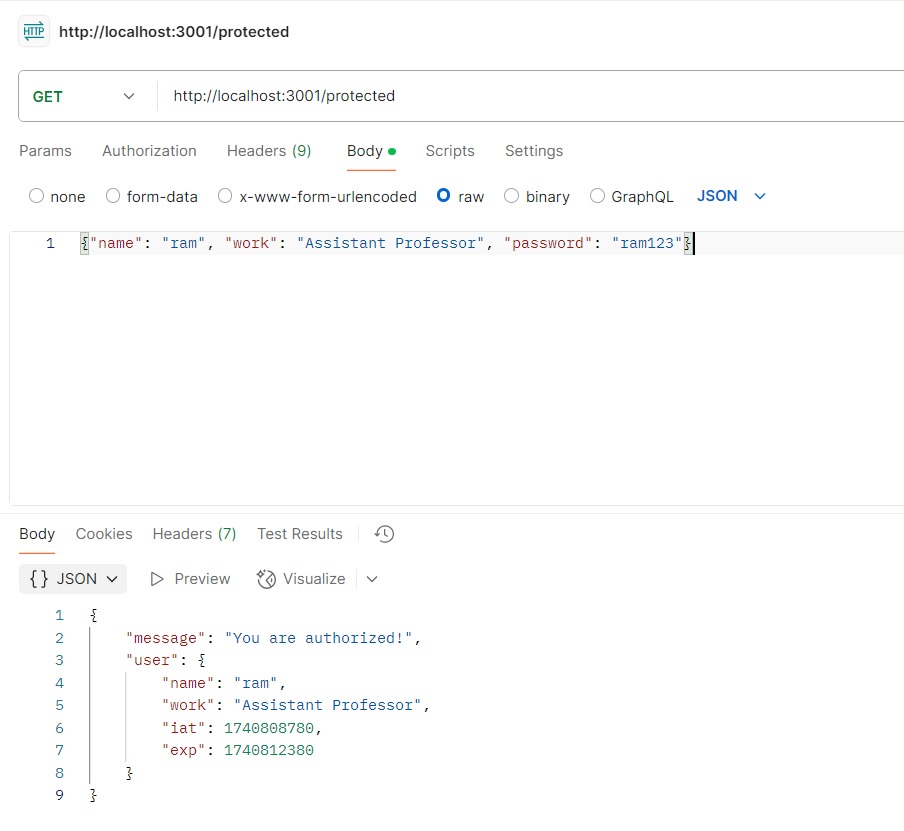 HTTP http://localhost:3001/protected
GET http://localhost:3001/protected
Params Authorization Headers (9) Body Scripts Settings
none form-data x-www-form-urlencoded raw binary GraphQL JSON
1 {"name": "ram", "work": "Assistant Professor", "password": "ram123"}
Body Cookies Headers (7) Test Results
{} JSON Preview Visualize
1 {
2 "message": "You are authorized!",
3 "user": {
4 "name": "ram",
5 "work": "Assistant Professor",
6 "iat": 1740808780,
7 "exp": 1740812380
8 }
9 }